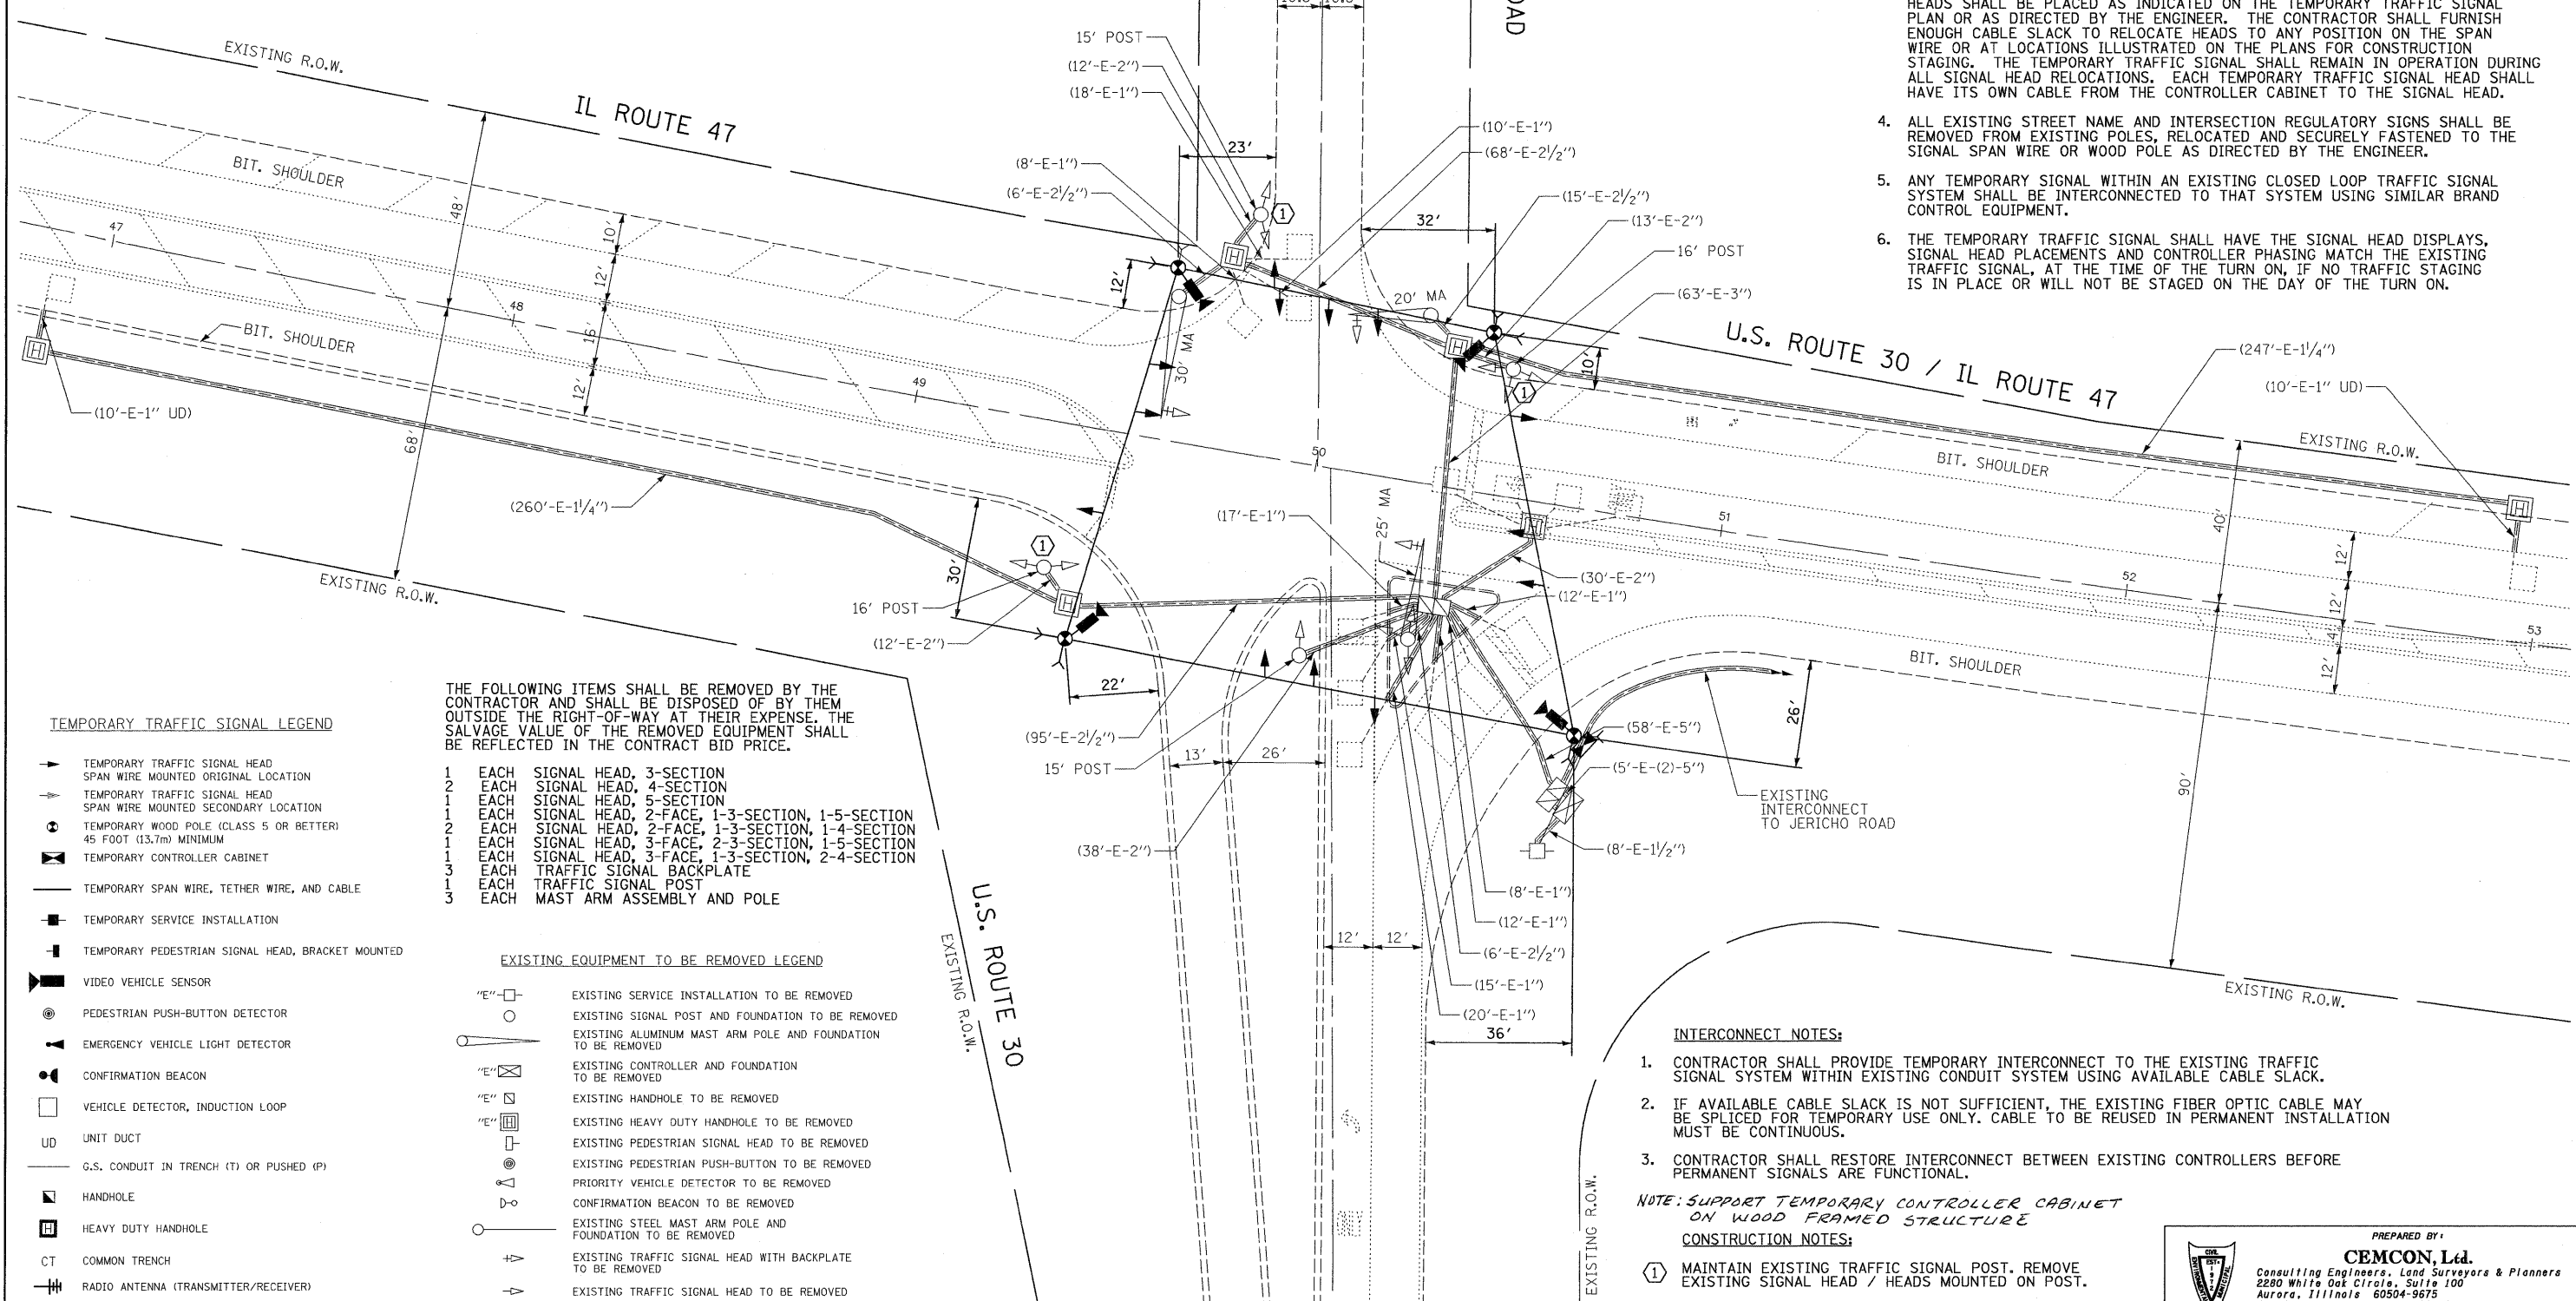 HEADS SHALL BE PLACED AS INDICATED ON THE TEMPORARY TRAFFIC SIGNAL
PLAN OR AS DIRECTED BY THE ENGINEER. THE CONTRACTOR SHALL FURNISH
ENOUGH CABLE SLACK TO RELOCATE HEADS TO ANY POSITION ON THE SPAN
WIRE OR AT LOCATIONS ILLUSTRATED ON THE PLANS FOR CONSTRUCTION
STAGING. THE TEMPORARY TRAFFIC SIGNAL SHALL REMAIN IN OPERATION DURING
ALL SIGNAL HEAD RELOCATIONS. EACH TEMPORARY TRAFFIC SIGNAL HEAD SHALL
HAVE ITS OWN CABLE FROM THE CONTROLLER CABINET TO THE SIGNAL HEAD.
4. ALL EXISTING STREET NAME AND INTERSECTION REGULATORY SIGNS SHALL BE
REMOVED FROM EXISTING POLES, RELOCATED AND SECURELY FASTENED TO THE
SIGNAL SPAN WIRE OR WOOD POLE AS DIRECTED BY THE ENGINEER.
5. ANY TEMPORARY SIGNAL WITHIN AN EXISTING CLOSED LOOP TRAFFIC SIGNAL
SYSTEM SHALL BE INTERCONNECTED TO THAT SYSTEM USING SIMILAR BRAND
CONTROL EQUIPMENT.
6. THE TEMPORARY TRAFFIC SIGNAL SHALL HAVE THE SIGNAL HEAD DISPLAYS,
SIGNAL HEAD PLACEMENTS AND CONTROLLER PHASING MATCH THE EXISTING
TRAFFIC SIGNAL, AT THE TIME OF THE TURN ON, IF NO TRAFFIC STAGING
IS IN PLACE OR WILL NOT BE STAGED ON THE DAY OF THE TURN ON.
OAD
EXISTING R.O.W.
IL ROUTE 47
BIT. SHOULDER
48'
10'
12'
16'
12'
47
48
49
50
51
52
53
BIT. SHOULDER
(10'-E-1" UD)
68'
(260'-E-1¼")
EXISTING R.O.W.
15' POST
(12'-E-2")
(18'-E-1")
23'
(8'-E-1")
(6'-E-2½")
12'
30' MA
1
(10'-E-1")
(68'-E-2½")
(15'-E-2½")
(13'-E-2")
32'
16' POST
(63'-E-3")
20' MA
10'
1
U.S. ROUTE 30 / IL ROUTE 47
(247'-E-1¼")
(10'-E-1" UD)
EXISTING R.O.W.
BIT. SHOULDER
40'
12'
12'
4'
12'
(17'-E-1")
25' MA
(30'-E-2")
(12'-E-1")
30'
1
16' POST
(12'-E-2")
22'
(95'-E-2½")
15' POST
13'
26'
(38'-E-2")
BIT. SHOULDER
26'
(58'-E-5")
(5'-E-(2)-5")
EXISTING
INTERCONNECT
TO JERICHO ROAD
(8'-E-1½")
(8'-E-1")
(12'-E-1")
(6'-E-2½")
(15'-E-1")
(20'-E-1")
12'
12'
36'
90'
EXISTING R.O.W.
EXISTING R.O.W.
U.S. ROUTE 30
EXISTING R.O.W.
THE FOLLOWING ITEMS SHALL BE REMOVED BY THE
CONTRACTOR AND SHALL BE DISPOSED OF BY THEM
OUTSIDE THE RIGHT-OF-WAY AT THEIR EXPENSE. THE
SALVAGE VALUE OF THE REMOVED EQUIPMENT SHALL
BE REFLECTED IN THE CONTRACT BID PRICE.
1 EACH SIGNAL HEAD, 3-SECTION
2 EACH SIGNAL HEAD, 4-SECTION
1 EACH SIGNAL HEAD, 5-SECTION
1 EACH SIGNAL HEAD, 2-FACE, 1-3-SECTION, 1-5-SECTION
2 EACH SIGNAL HEAD, 2-FACE, 1-3-SECTION, 1-4-SECTION
1 EACH SIGNAL HEAD, 3-FACE, 2-3-SECTION, 1-5-SECTION
1 EACH SIGNAL HEAD, 3-FACE, 1-3-SECTION, 2-4-SECTION
3 EACH TRAFFIC SIGNAL BACKPLATE
1 EACH TRAFFIC SIGNAL POST
3 EACH MAST ARM ASSEMBLY AND POLE
TEMPORARY TRAFFIC SIGNAL LEGEND
TEMPORARY TRAFFIC SIGNAL HEAD
SPAN WIRE MOUNTED ORIGINAL LOCATION
TEMPORARY TRAFFIC SIGNAL HEAD
SPAN WIRE MOUNTED SECONDARY LOCATION
TEMPORARY WOOD POLE (CLASS 5 OR BETTER)
45 FOOT (13.7m) MINIMUM
TEMPORARY CONTROLLER CABINET
TEMPORARY SPAN WIRE, TETHER WIRE, AND CABLE
TEMPORARY SERVICE INSTALLATION
TEMPORARY PEDESTRIAN SIGNAL HEAD, BRACKET MOUNTED
VIDEO VEHICLE SENSOR
PEDESTRIAN PUSH-BUTTON DETECTOR
EMERGENCY VEHICLE LIGHT DETECTOR
CONFIRMATION BEACON
VEHICLE DETECTOR, INDUCTION LOOP
UD UNIT DUCT
G.S. CONDUIT IN TRENCH (T) OR PUSHED (P)
HANDHOLE
H HEAVY DUTY HANDHOLE
CT COMMON TRENCH
RADIO ANTENNA (TRANSMITTER/RECEIVER)
EXISTING EQUIPMENT TO BE REMOVED LEGEND
"E" EXISTING SERVICE INSTALLATION TO BE REMOVED
EXISTING SIGNAL POST AND FOUNDATION TO BE REMOVED
EXISTING ALUMINUM MAST ARM POLE AND FOUNDATION
TO BE REMOVED
"E" EXISTING CONTROLLER AND FOUNDATION
TO BE REMOVED
"E" EXISTING HANDHOLE TO BE REMOVED
"E" H EXISTING HEAVY DUTY HANDHOLE TO BE REMOVED
EXISTING PEDESTRIAN SIGNAL HEAD TO BE REMOVED
EXISTING PEDESTRIAN PUSH-BUTTON TO BE REMOVED
PRIORITY VEHICLE DETECTOR TO BE REMOVED
CONFIRMATION BEACON TO BE REMOVED
EXISTING STEEL MAST ARM POLE AND
FOUNDATION TO BE REMOVED
EXISTING TRAFFIC SIGNAL HEAD WITH BACKPLATE
TO BE REMOVED
EXISTING TRAFFIC SIGNAL HEAD TO BE REMOVED
INTERCONNECT NOTES:
1. CONTRACTOR SHALL PROVIDE TEMPORARY INTERCONNECT TO THE EXISTING TRAFFIC
SIGNAL SYSTEM WITHIN EXISTING CONDUIT SYSTEM USING AVAILABLE CABLE SLACK.
2. IF AVAILABLE CABLE SLACK IS NOT SUFFICIENT, THE EXISTING FIBER OPTIC CABLE MAY
BE SPLICED FOR TEMPORARY USE ONLY. CABLE TO BE REUSED IN PERMANENT INSTALLATION
MUST BE CONTINUOUS.
3. CONTRACTOR SHALL RESTORE INTERCONNECT BETWEEN EXISTING CONTROLLERS BEFORE
PERMANENT SIGNALS ARE FUNCTIONAL.
NOTE: SUPPORT TEMPORARY CONTROLLER CABINET
ON WOOD FRAMED STRUCTURE
CONSTRUCTION NOTES:
1 MAINTAIN EXISTING TRAFFIC SIGNAL POST. REMOVE
EXISTING SIGNAL HEAD / HEADS MOUNTED ON POST.
PREPARED BY:
CEMCON, Ltd.
Consulting Engineers, Land Surveyors & Planners
2280 White Oak Circle, Suite 100
Aurora, Illinois 60504-9675